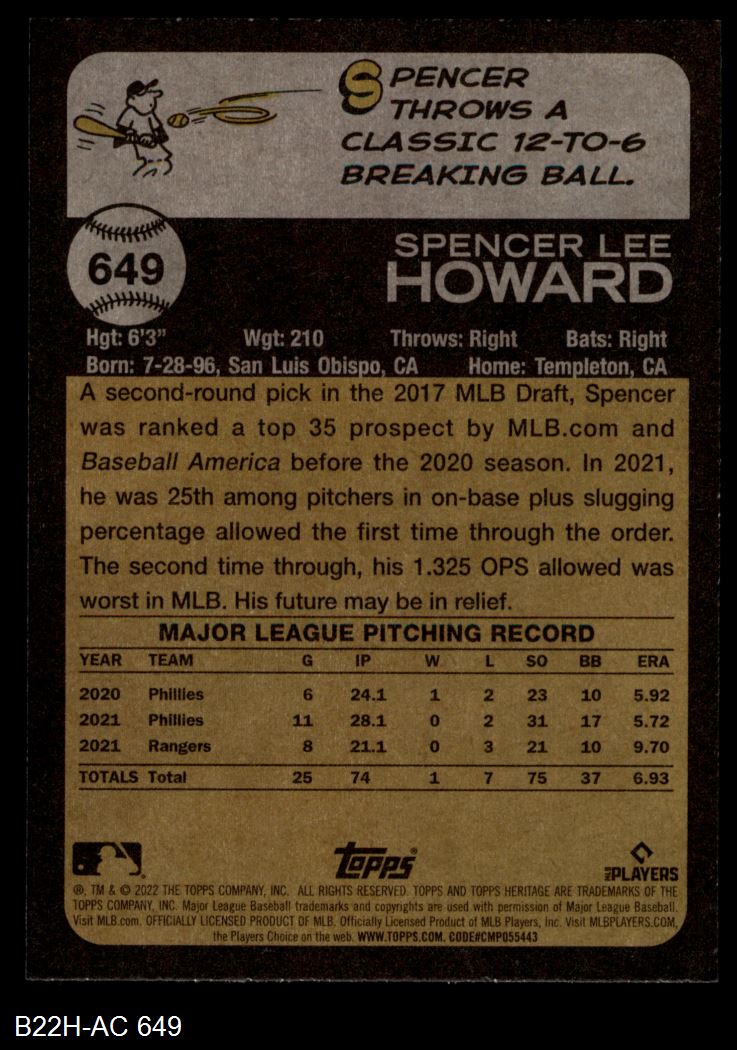 SPENCER
THROWS A
CLASSIC 12-TO-6
BREAKING BALL.
649
SPENCER LEE
HOWARD
Hgt: 6'3" Wgt: 210 Throws: Right Bats: Right
Born: 7-28-96, San Luis Obispo, CA Home: Templeton, CA
A second-round pick in the 2017 MLB Draft, Spencer
was ranked a top 35 prospect by MLB.com and
Baseball America before the 2020 season. In 2021,
he was 25th among pitchers in on-base plus slugging
percentage allowed the first time through the order.
The second time through, his 1.325 OPS allowed was
worst in MLB. His future may be in relief.
MAJOR LEAGUE PITCHING RECORD
YEAR TEAM G IP W L SO BB ERA
2020 Phillies 6 24.1 1 2 23 10 5.92
2021 Phillies 11 28.1 0 2 31 17 5.72
2021 Rangers 8 21.1 0 3 21 10 9.70
TOTALS Total 25 74 1 7 75 37 6.93
Topps®
MLB PLAYERS
®, TM & © 2022 THE TOPPS COMPANY, INC. ALL RIGHTS RESERVED. TOPPS AND TOPPS HERITAGE ARE TRADEMARKS OF THE
TOPPS COMPANY, INC. Major League Baseball trademarks and copyrights are used with permission of Major League Baseball.
Visit MLB.com. OFFICIALLY LICENSED PRODUCT OF MLB. Officially Licensed Product of MLB Players, Inc. Visit MLBPLAYERS.COM,
the Players Choice on the web. WWW.TOPPS.COM. CODE#CMP055443
B22H-AC 649